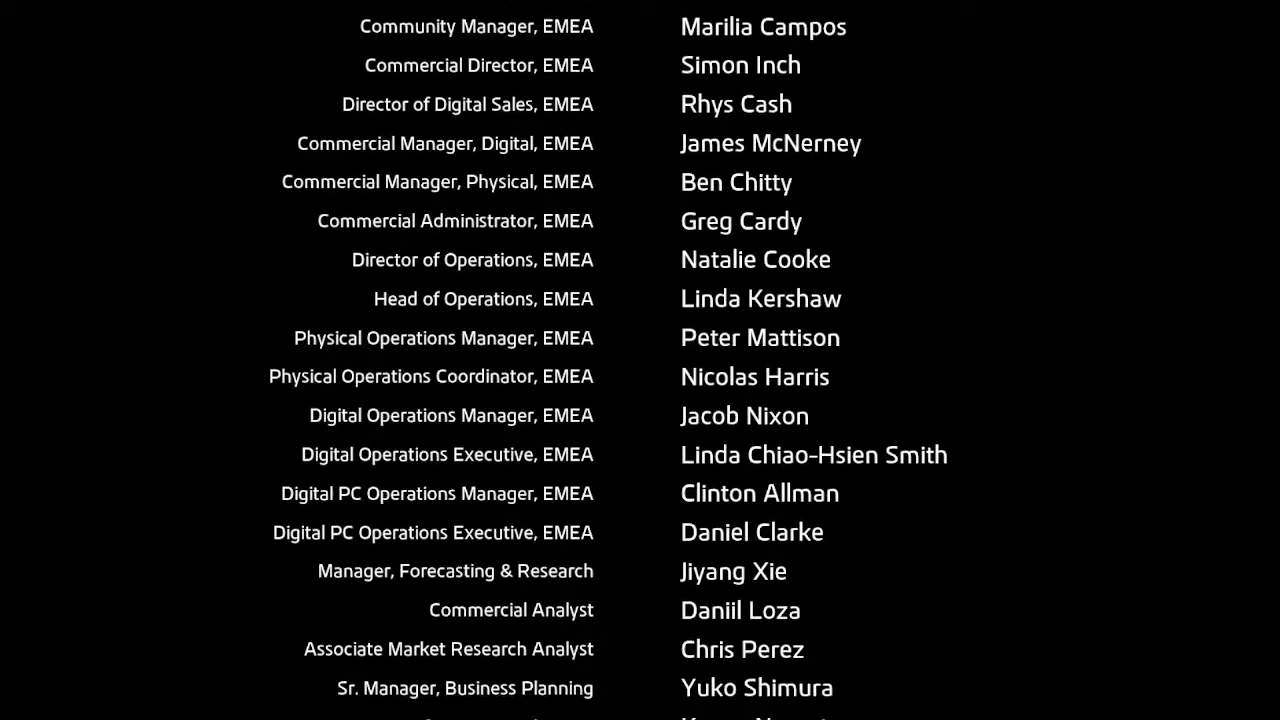 Community Manager, EMEA Marilia Campos
Commercial Director, EMEA Simon Inch
Director of Digital Sales, EMEA Rhys Cash
Commercial Manager, Digital, EMEA James McNerney
Commercial Manager, Physical, EMEA Ben Chitty
Commercial Administrator, EMEA Greg Cardy
Director of Operations, EMEA Natalie Cooke
Head of Operations, EMEA Linda Kershaw
Physical Operations Manager, EMEA Peter Mattison
Physical Operations Coordinator, EMEA Nicolas Harris
Digital Operations Manager, EMEA Jacob Nixon
Digital Operations Executive, EMEA Linda Chiao-Hsien Smith
Digital PC Operations Manager, EMEA Clinton Allman
Digital PC Operations Executive, EMEA Daniel Clarke
Manager, Forecasting & Research Jiyang Xie
Commercial Analyst Daniil Loza
Associate Market Research Analyst Chris Perez
Sr. Manager, Business Planning Yuko Shimura